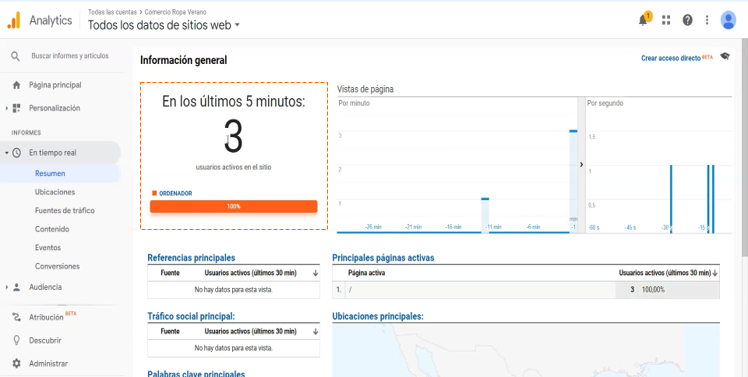 Analytics
Todas las cuentas > Comercio Ropa Verano
Todos los datos de sitios web
1
Buscar informes y artículos
Página principal
Personalización
INFORMES
En tiempo real
Resumen
Ubicaciones
Fuentes de tráfico
Contenido
Eventos
Conversiones
Audiencia
Atribución BETA
Descubrir
Administrar
Información general
Crear acceso directo BETA
En los últimos 5 minutos:
3
usuarios activos en el sitio
ORDENADOR
100%
Vistas de página
Por minuto
3
2
1
-26 min -21 min -16 min -11 min -6 min -1
Por segundo
1.5
1
0.5
-60 s -45 s -30 -15
Referencias principales
Fuente Usuarios activos (últimos 30 min)
No hay datos para esta vista.
Tráfico social principal:
Fuente Usuarios activos (últimos 30 min)
No hay datos para esta vista.
Palabras clave principales
Principales páginas activas
Página activa Usuarios activos (últimos 30 min)
1. / 3 100,00%
Ubicaciones principales: